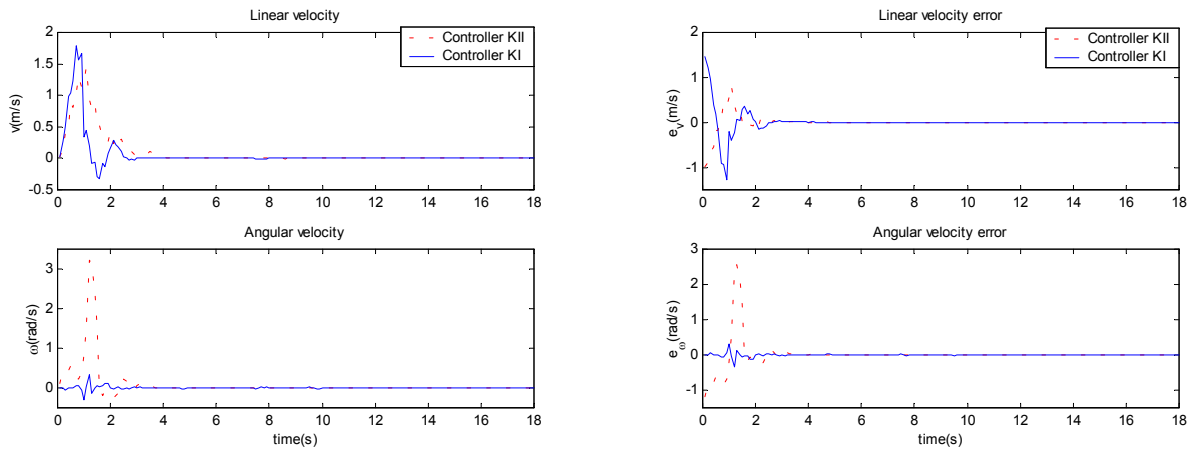 Linear velocity
v(m/s)
2
1.5
1
0.5
0
-0.5
Controller KII
Controller KI
0 2 4 6 8 10 12 14 16 18
Angular velocity
ω(rad/s)
3
2
1
0
0 2 4 6 8 10 12 14 16 18
time(s)
Linear velocity error
e_v(m/s)
2
1
0
-1
Controller KII
Controller KI
0 2 4 6 8 10 12 14 16 18
Angular velocity error
e_ω(rad/s)
3
2
1
0
-1
0 2 4 6 8 10 12 14 16 18
time(s)